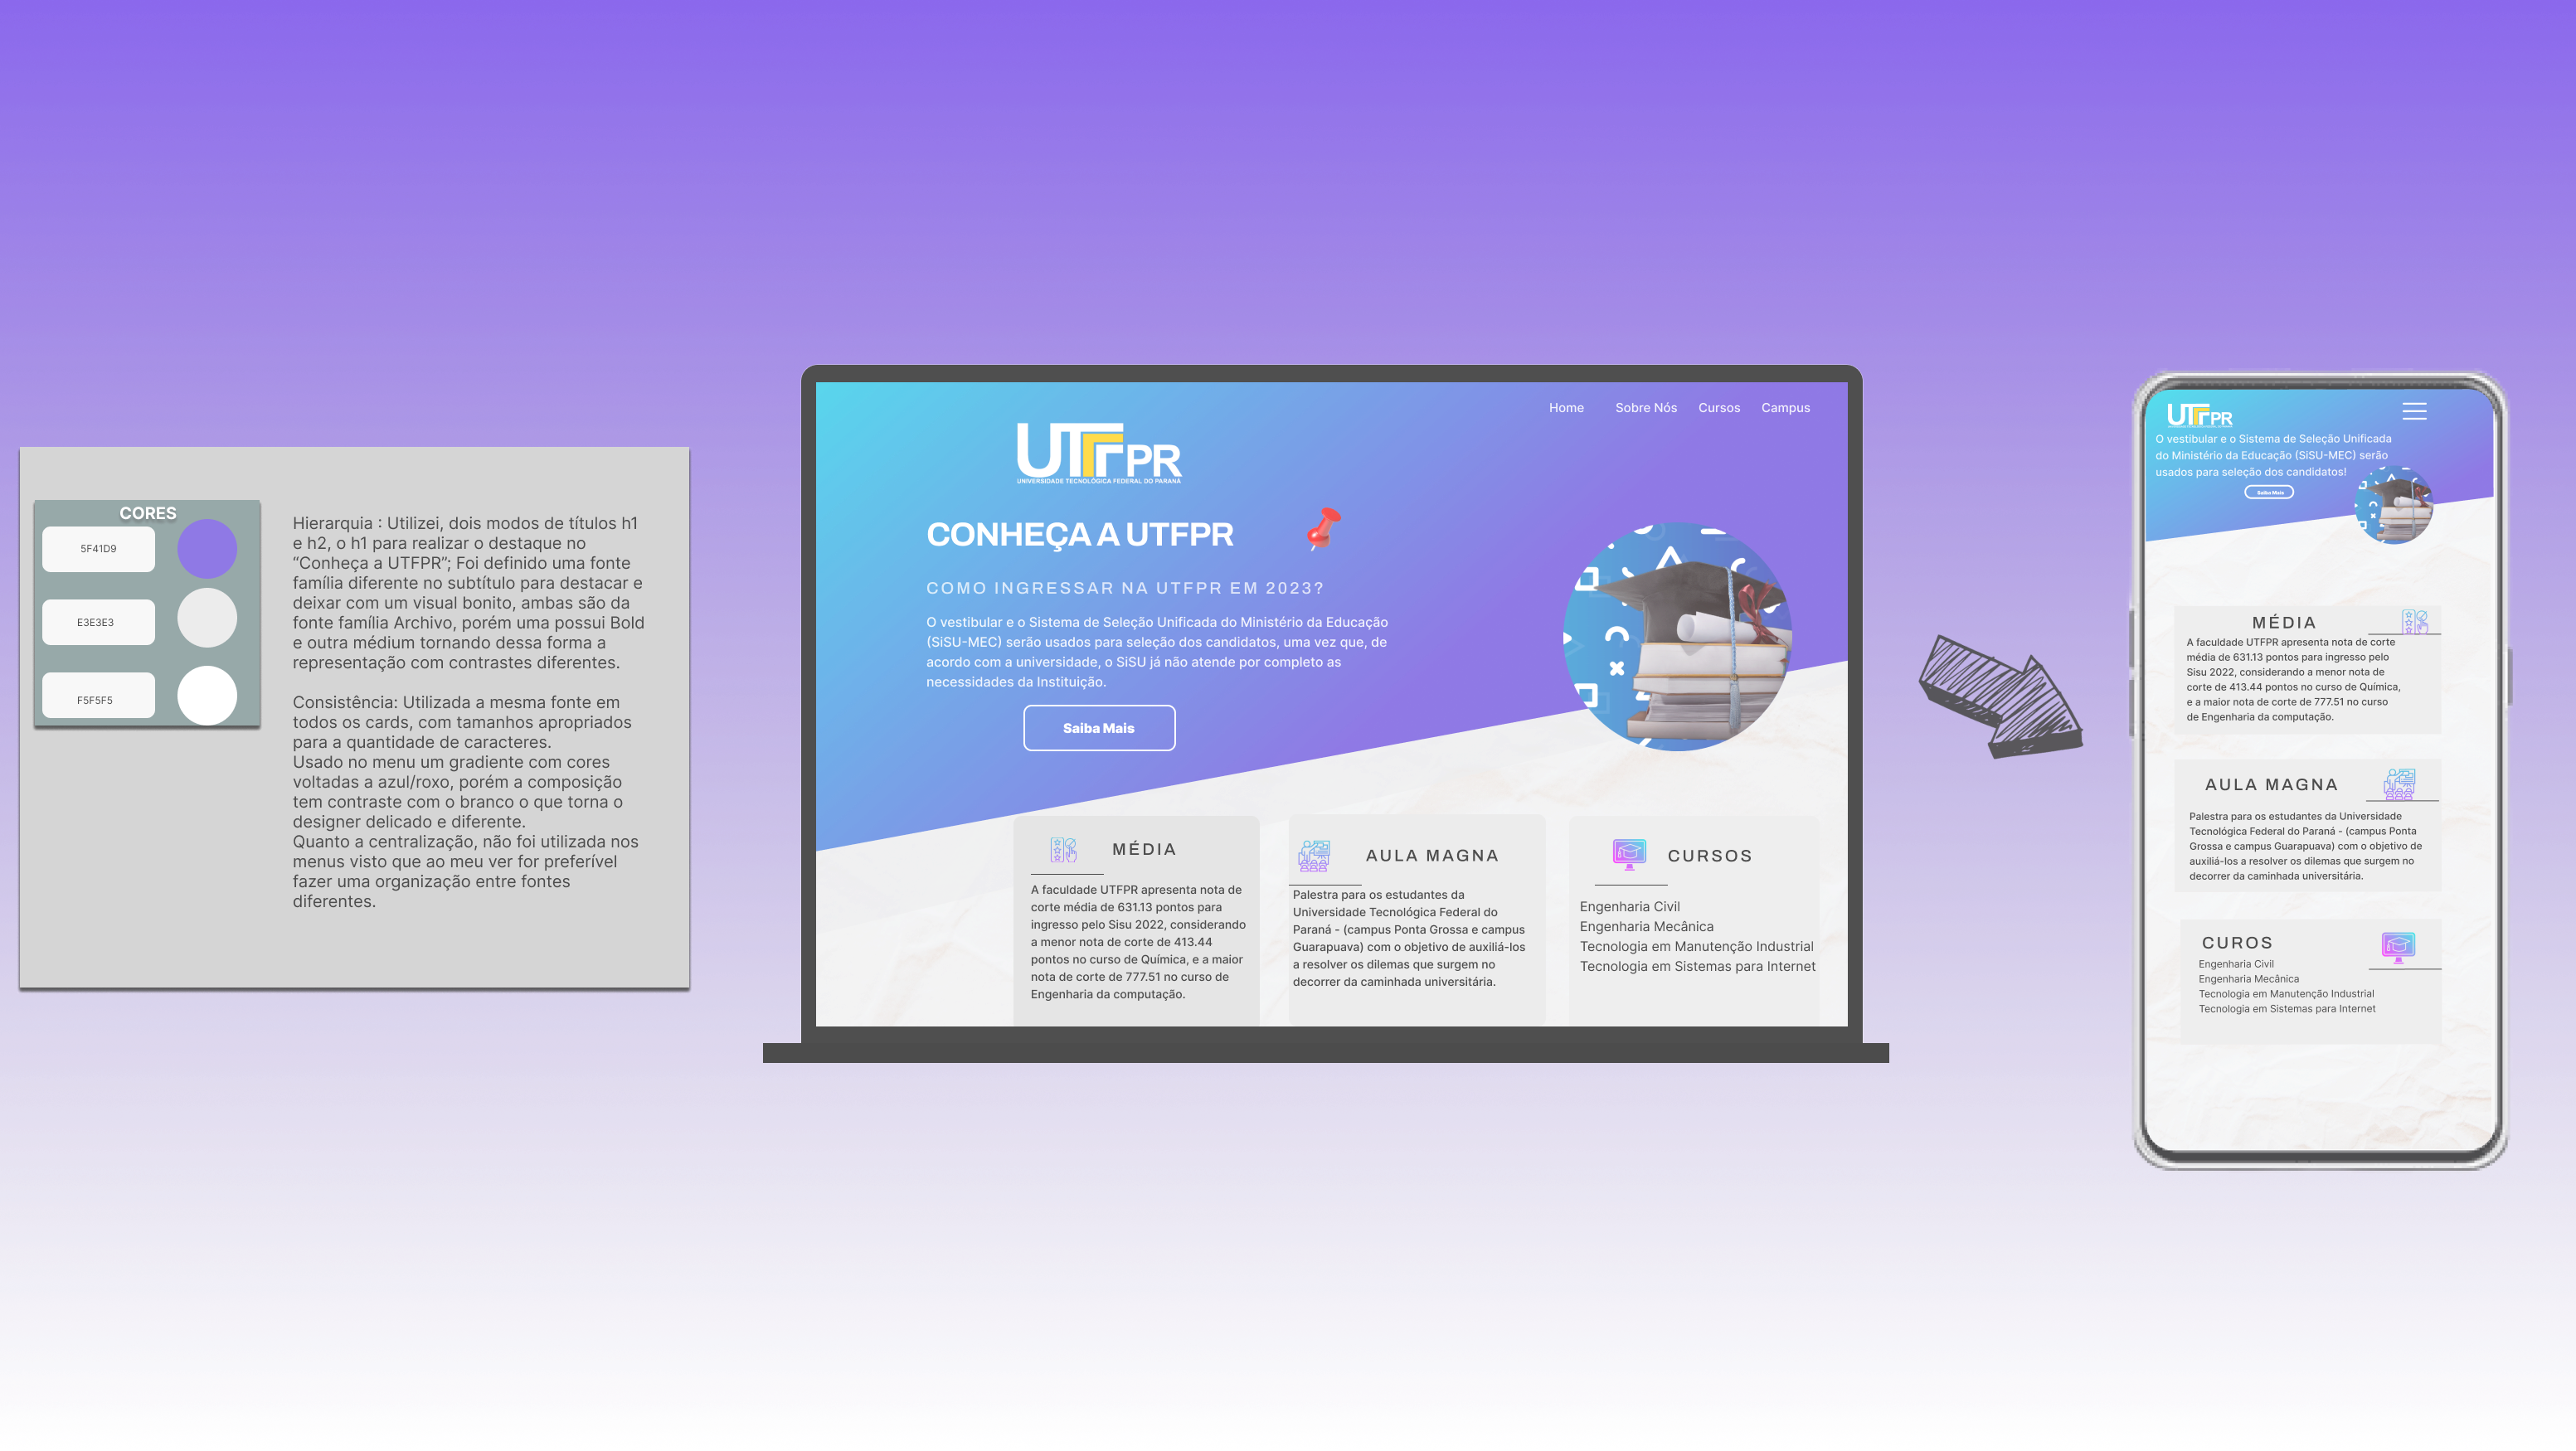 CORES
5F41D9
E3E3E3
F5F5F5
Hierarquia : Utilizei, dois modos de títulos h1
e h2, o h1 para realizar o destaque no
“Conheça a UTFPR”; Foi definido uma fonte
família diferente no subtítulo para destacar e
deixar com um visual bonito, ambas são da
fonte família Archivo, porém uma possui Bold
e outra médium tornando dessa forma a
representação com contrastes diferentes.
Consistência: Utilizada a mesma fonte em
todos os cards, com tamanhos apropriados
para a quantidade de caracteres.
Usado no menu um gradiente com cores
voltadas a azul/roxo, porém a composição
tem contraste com o branco o que torna o
designer delicado e diferente.
Quanto a centralização, não foi utilizada nos
menus visto que ao meu ver for preferível
fazer uma organização entre fontes
diferentes.
Home Sobre Nós Cursos Campus
UTFPR
UNIVERSIDADE TECNOLÓGICA FEDERAL DO PARANÁ
CONHEÇA A UTFPR
COMO INGRESSAR NA UTFPR EM 2023?
O vestibular e o Sistema de Seleção Unificada do Ministério da Educação
(SiSU-MEC) serão usados para seleção dos candidatos, uma vez que, de
acordo com a universidade, o SiSU já não atende por completo as
necessidades da Instituição.
Saiba Mais
MÉDIA
A faculdade UTFPR apresenta nota de
corte média de 631.13 pontos para
ingresso pelo Sisu 2022, considerando
a menor nota de corte de 413.44
pontos no curso de Química, e a maior
nota de corte de 777.51 no curso de
Engenharia da computação.
AULA MAGNA
Palestra para os estudantes da
Universidade Tecnológica Federal do
Paraná - (campus Ponta Grossa e campus
Guarapuava) com o objetivo de auxiliá-los
a resolver os dilemas que surgem no
decorrer da caminhada universitária.
CURSOS
Engenharia Civil
Engenharia Mecânica
Tecnologia em Manutenção Industrial
Tecnologia em Sistemas para Internet
UTFPR
O vestibular e o Sistema de Seleção Unificada
do Ministério da Educação (SiSU-MEC) serão
usados para seleção dos candidatos!
Saiba Mais
MÉDIA
A faculdade UTFPR apresenta nota de corte
média de 631.13 pontos para ingresso pelo
Sisu 2022, considerando a menor nota de
corte de 413.44 pontos no curso de Química,
e a maior nota de corte de 777.51 no curso
de Engenharia da computação.
AULA MAGNA
Palestra para os estudantes da Universidade
Tecnológica Federal do Paraná - (campus Ponta
Grossa e campus Guarapuava) com o objetivo de
auxiliá-los a resolver os dilemas que surgem no
decorrer da caminhada universitária.
CUROS
Engenharia Civil
Engenharia Mecânica
Tecnologia em Manutenção Industrial
Tecnologia em Sistemas para Internet